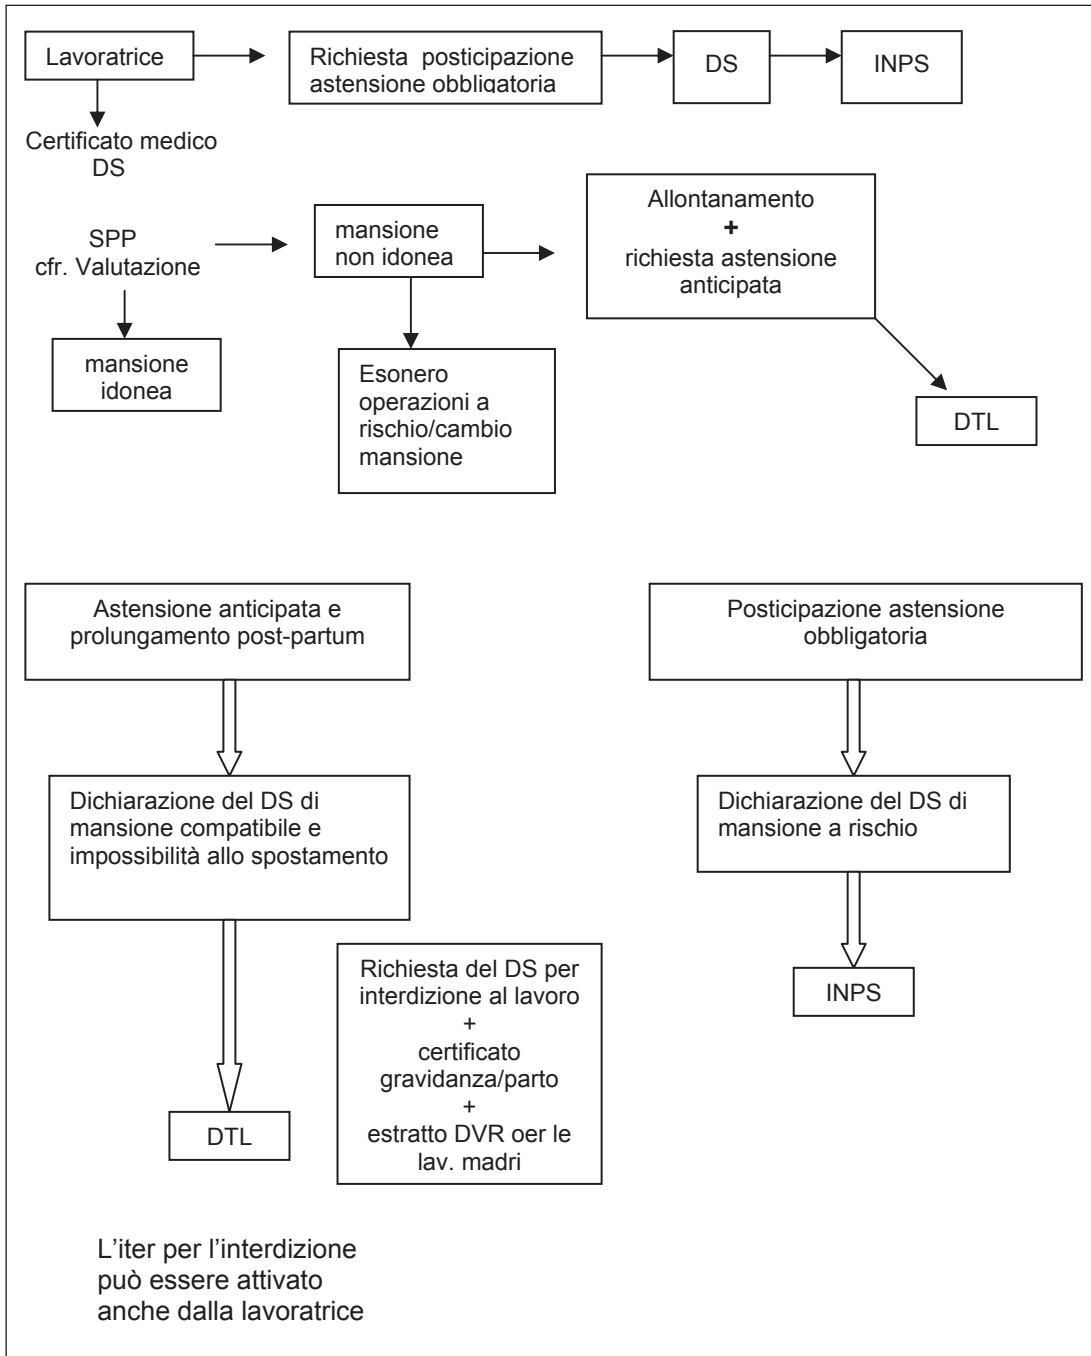 Lavoratrice
Richiesta posticipazione
astensione obbligatoria
DS
INPS
Certificato medico
DS
SPP
cfr. Valutazione
mansione
non idonea
Allontanamento
+
richiesta astensione
anticipata
mansione
idonea
Esonero
operazioni a
rischio/cambio
mansione
DTL
Astensione anticipata e
prolungamento post-partum
Posticipazione astensione
obbligatoria
Dichiarazione del DS di
mansione compatibile e
impossibilità allo spostamento
Dichiarazione del DS di
mansione a rischio
Richiesta del DS per
interdizione al lavoro
+
certificato
gravidanza/parto
+
estratto DVR oer le
lav. madri
INPS
DTL
L'iter per l'interdizione
può essere attivato
anche dalla lavoratrice